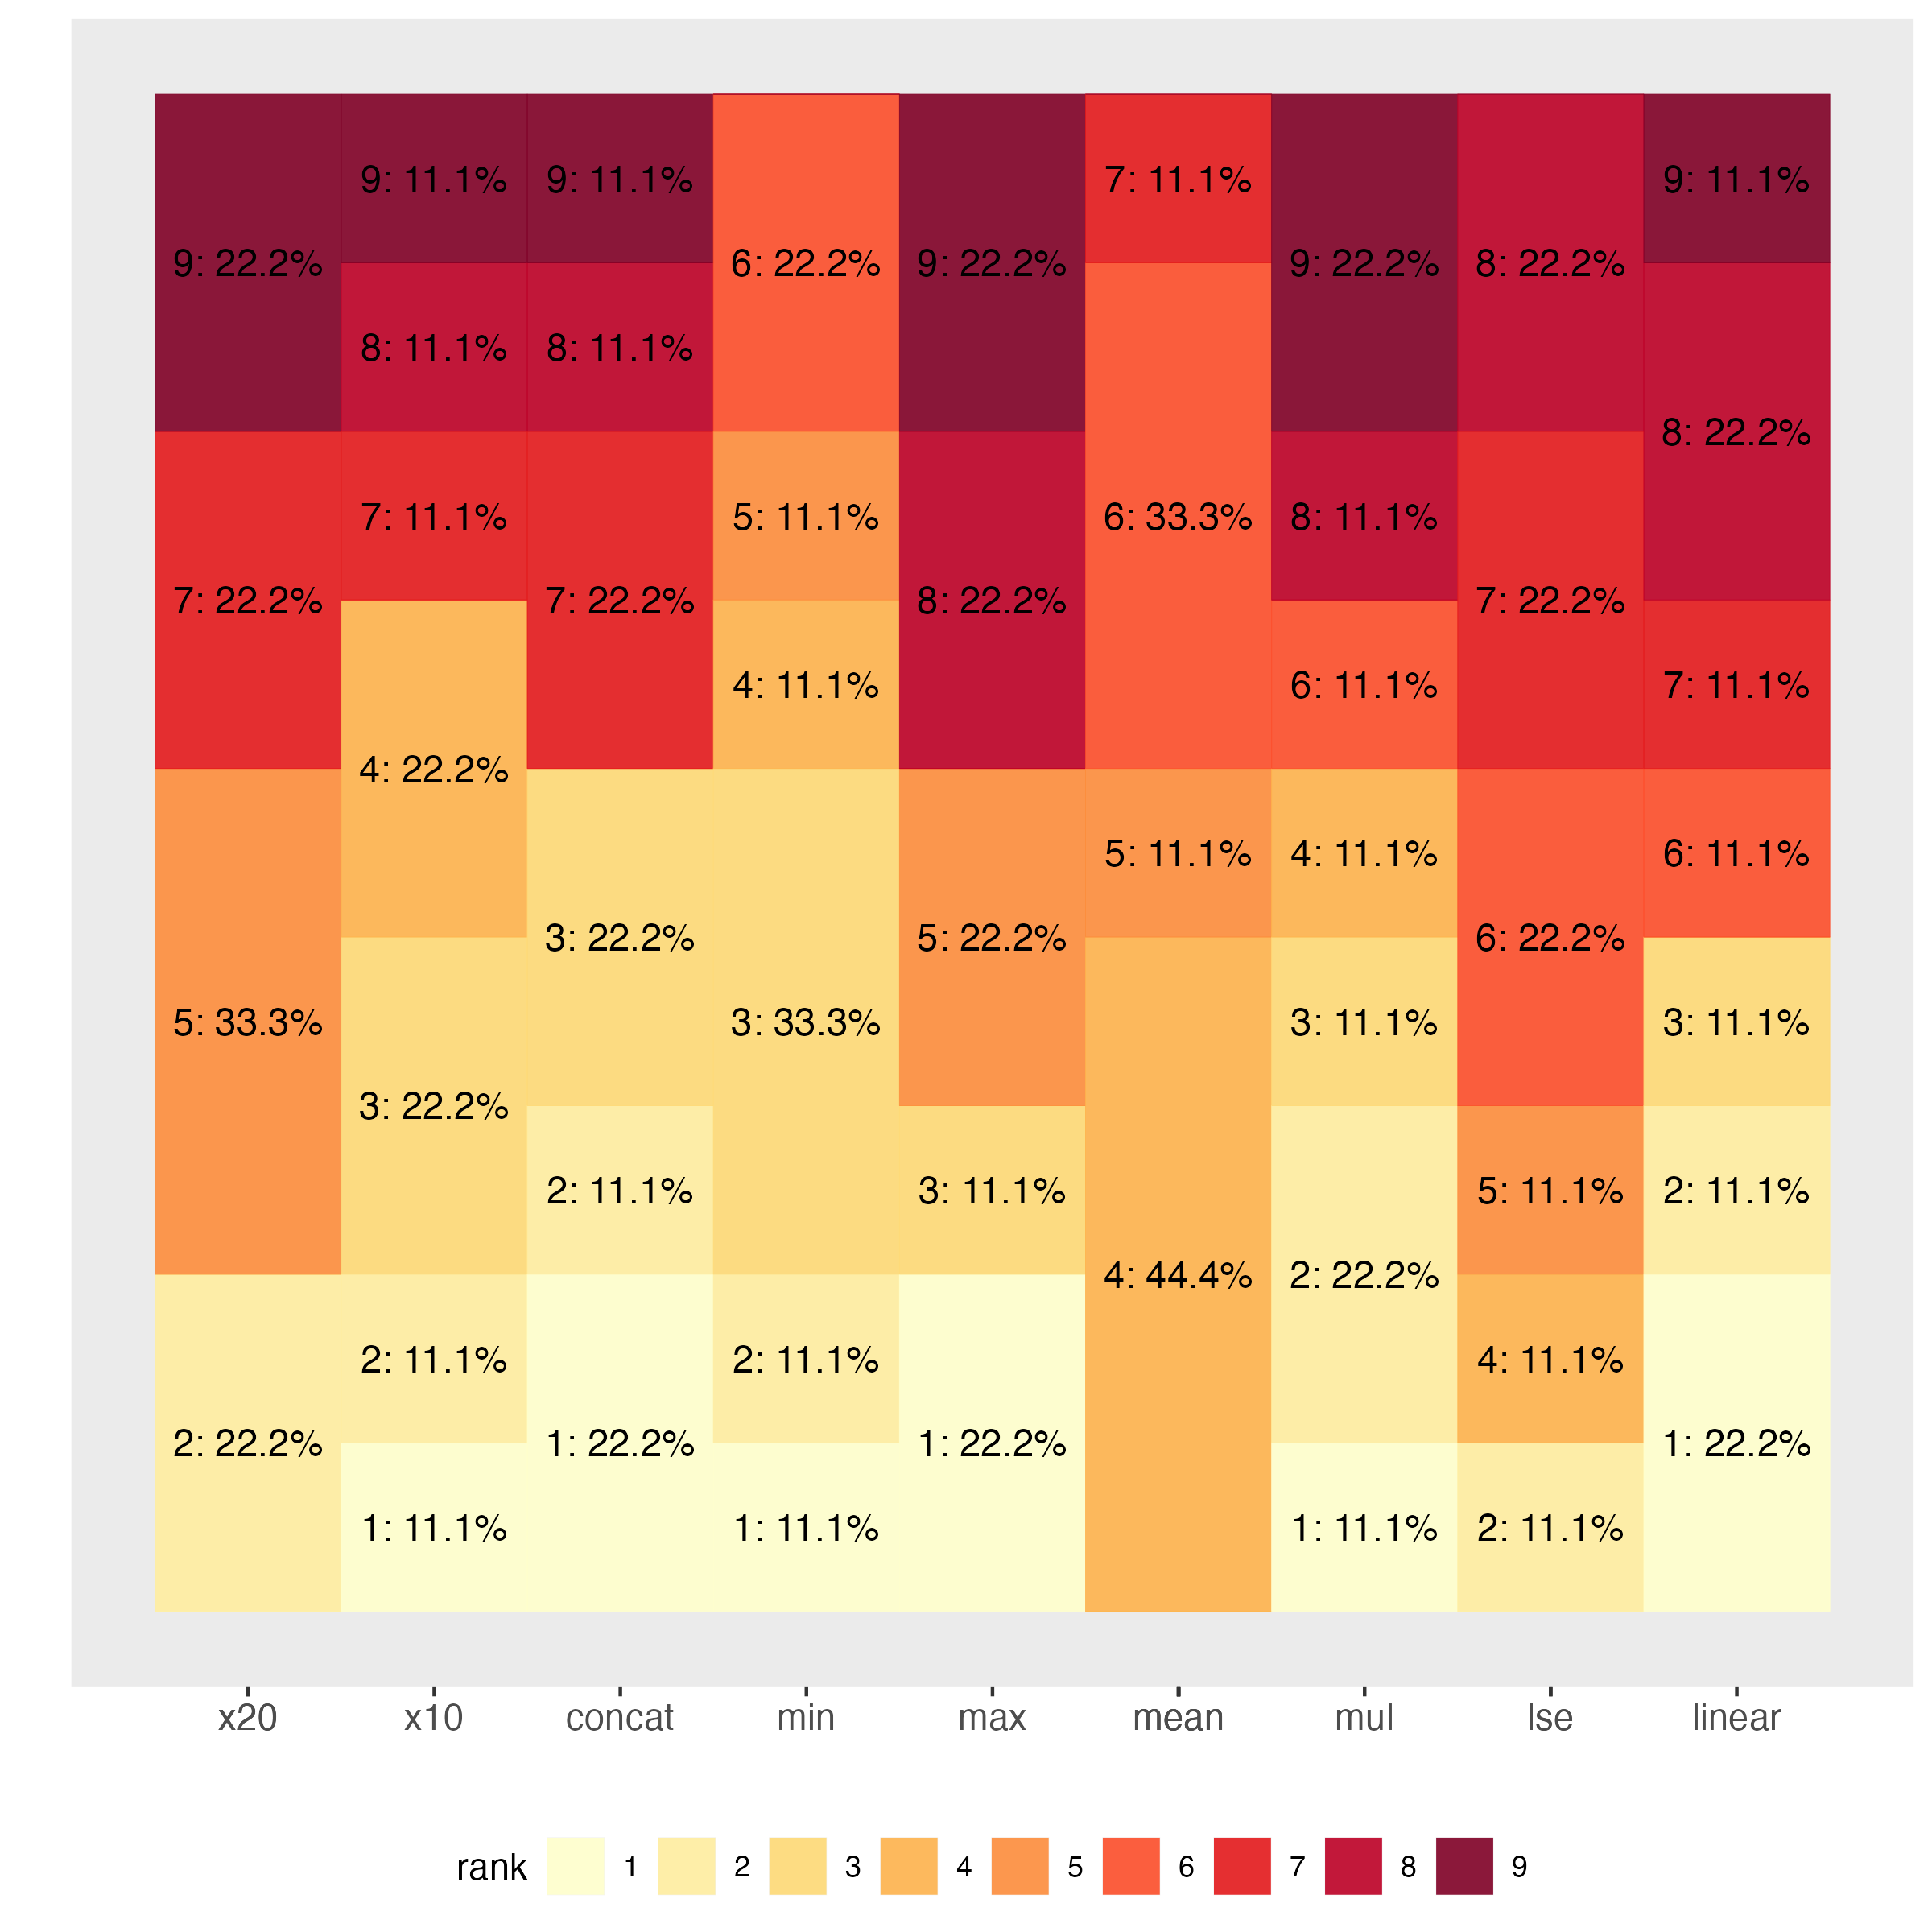 9: 11.1% 9: 11.1% 7: 11.1% 9: 11.1%
9: 22.2% 6: 22.2% 9: 22.2% 9: 22.2% 8: 22.2%
8: 11.1% 8: 11.1%
8: 22.2%
7: 11.1% 5: 11.1% 6: 33.3% 8: 11.1%
7: 22.2% 7: 22.2% 8: 22.2% 7: 22.2%
4: 11.1% 6: 11.1% 7: 11.1%
4: 22.2%
5: 11.1% 4: 11.1% 6: 11.1%
3: 22.2% 5: 22.2% 6: 22.2%
5: 33.3% 3: 33.3% 3: 11.1% 3: 11.1%
3: 22.2%
2: 11.1% 3: 11.1% 5: 11.1% 2: 11.1%
4: 44.4% 2: 22.2%
2: 11.1% 2: 11.1% 4: 11.1%
2: 22.2% 1: 22.2% 1: 22.2% 1: 22.2%
1: 11.1% 1: 11.1% 1: 11.1% 2: 11.1%
x20 x10 concat min max mean mul lse linear
rank 1 2 3 4 5 6 7 8 9